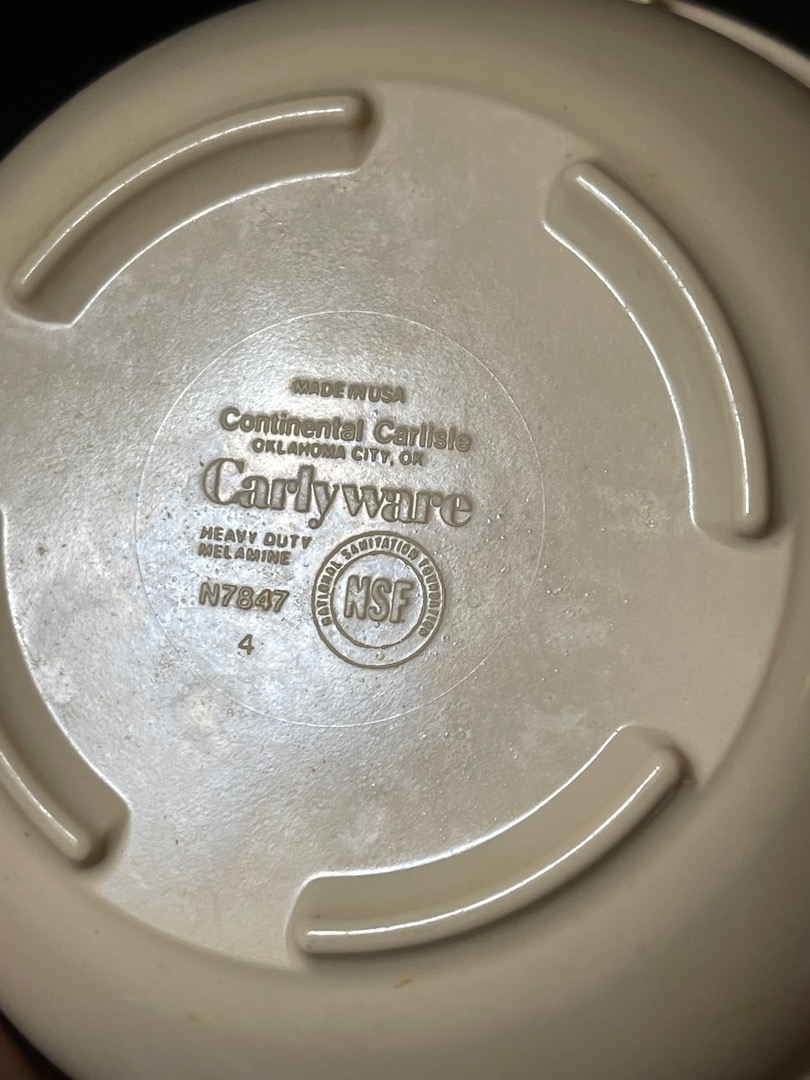 MADE IN USA
Continental Carlisle
OKLAHOMA CITY, OK
Carlyware
HEAVY DUTY
MELAMINE
N7847
4
NATIONAL SANITATION FOUNDATION
NSF